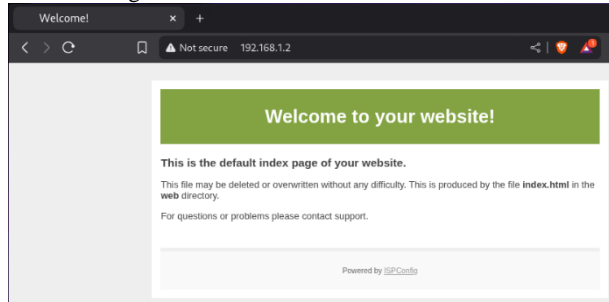 Welcome!
Not secure 192.168.1.2
Welcome to your website!
This is the default index page of your website.
This file may be deleted or overwritten without any difficulty. This is produced by the file index.html in the
web directory.
For questions or problems please contact support.
Powered by ISPConfig